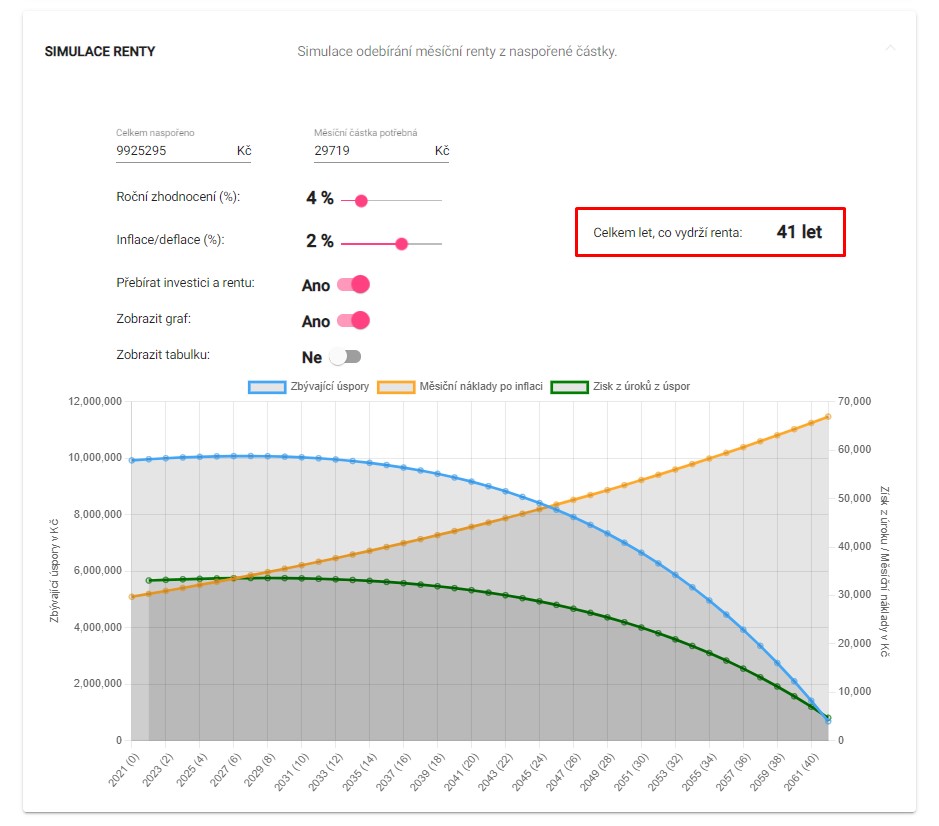 SIMULACE RENTY
Simulace odebírání měsíční renty z naspořené částky.
Celkem naspořeno
Měsíční částka potřebná
9925295 Kč
29719 Kč
Roční zhodnocení (%): 4 %
Inflace/deflace (%): 2 %
Celkem let, co vydrží renta: 41 let
Přebírat investici a rentu: Ano
Zobrazit graf: Ano
Zobrazit tabulku: Ne
Zbývající úspory Měsíční náklady po inflaci Zisk z úroků z úspor
12,000,000
10,000,000
8,000,000
6,000,000
4,000,000
2,000,000
0
Zbývající úspory v Kč
70,000
60,000
50,000
40,000
30,000
20,000
10,000
0
Zisk z úroku / Měsíční náklady v Kč
2021 (0)
2023 (2)
2025 (4)
2027 (6)
2029 (8)
2031 (10)
2033 (12)
2035 (14)
2037 (16)
2039 (18)
2041 (20)
2043 (22)
2045 (24)
2047 (26)
2049 (28)
2051 (30)
2053 (32)
2055 (34)
2057 (36)
2059 (38)
2061 (40)